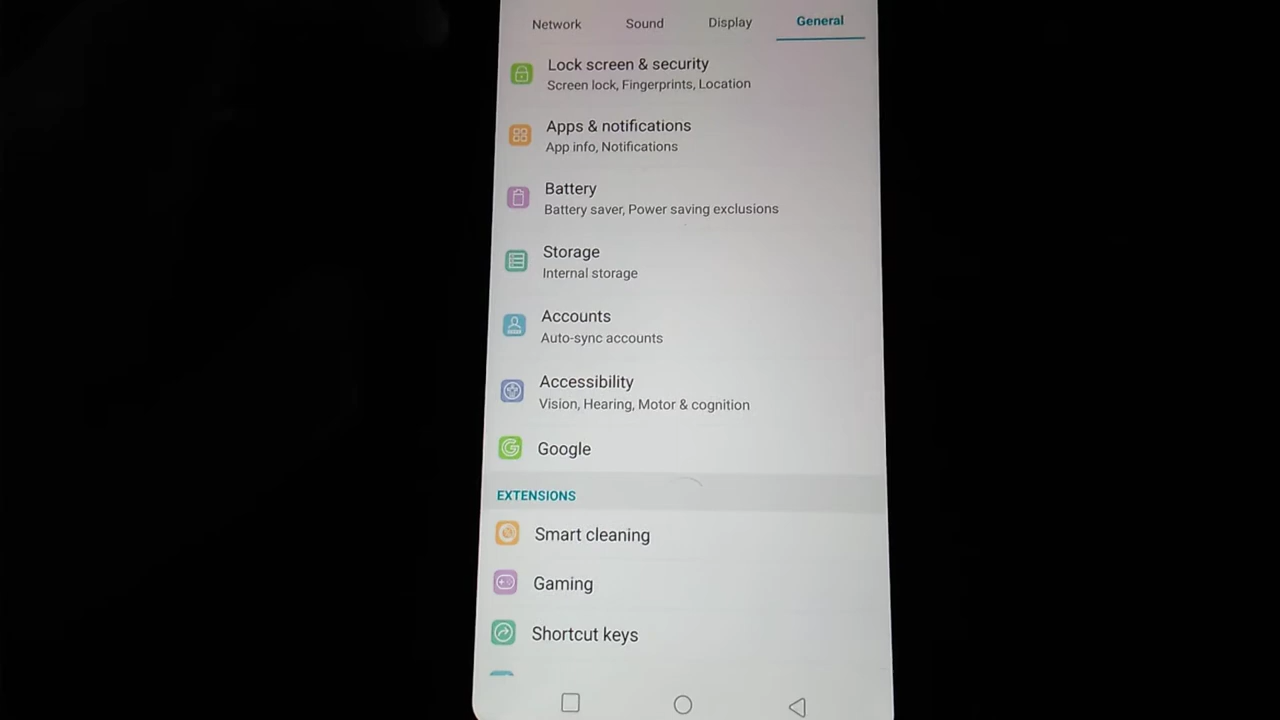 Network Sound Display General
Lock screen & security
Screen lock, Fingerprints, Location
Apps & notifications
App info, Notifications
Battery
Battery saver, Power saving exclusions
Storage
Internal storage
Accounts
Auto-sync accounts
Accessibility
Vision, Hearing, Motor & cognition
Google
EXTENSIONS
Smart cleaning
Gaming
Shortcut keys